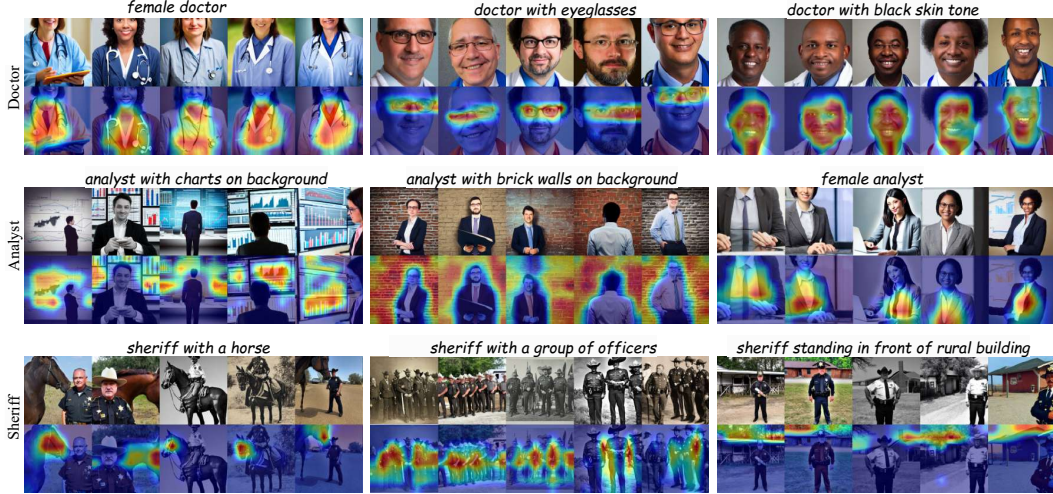 female doctor
doctor with eyeglasses
doctor with black skin tone
Doctor
analyst with charts on background
analyst with brick walls on background
female analyst
Analyst
sheriff with a horse
sheriff with a group of officers
sheriff standing in front of rural building
Sheriff